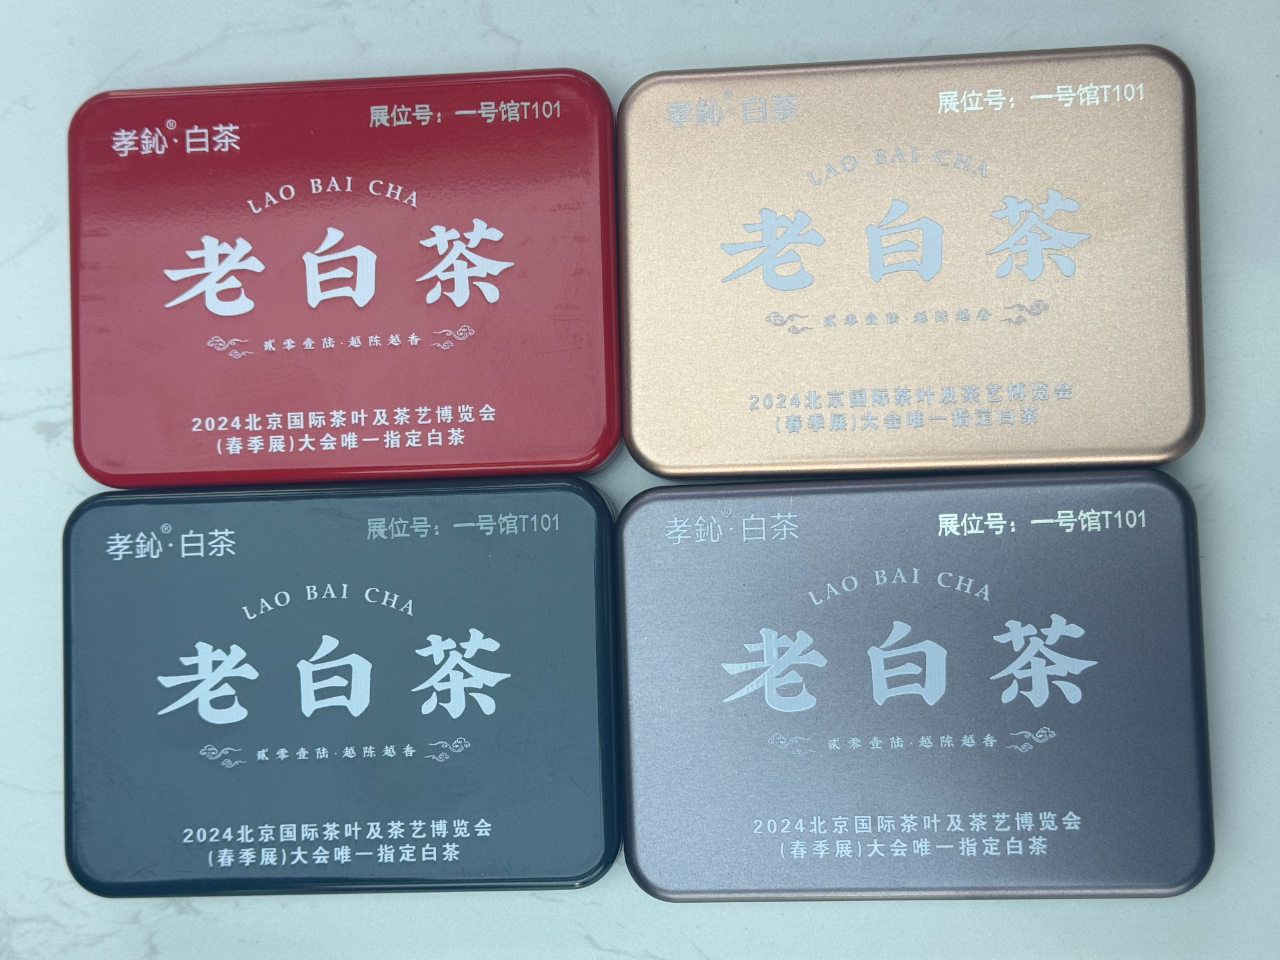 孝鈊®·白茶
展位号：一号馆T101
LAO BAI CHA
老白茶
贰零壹陆·越陈越香
2024北京国际茶叶及茶艺博览会
(春季展)大会唯一指定白茶
孝鈊®·白茶
展位号：一号馆T101
LAO BAI CHA
老白茶
贰零壹陆·越陈越香
2024北京国际茶叶及茶艺博览会
(春季展)大会唯一指定白茶
孝鈊®·白茶
展位号：一号馆T101
LAO BAI CHA
老白茶
贰零壹陆·越陈越香
2024北京国际茶叶及茶艺博览会
(春季展)大会唯一指定白茶
孝鈊®·白茶
展位号：一号馆T101
LAO BAI CHA
老白茶
贰零壹陆·越陈越香
2024北京国际茶叶及茶艺博览会
(春季展)大会唯一指定白茶